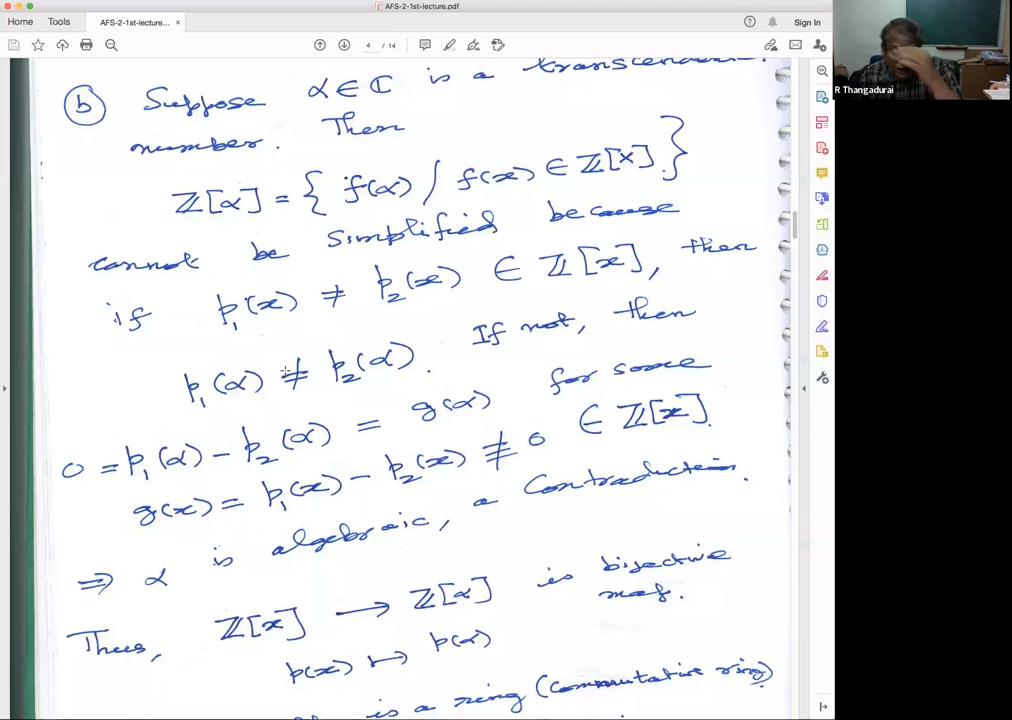 AFS-2-1st-lecture.pdf
Home Tools AFS-2-1st-lecture... × Sign In
4 / 14
R Thangadurai
(b) Suppose α ∈ ℂ is a
number. Then
ℤ[α] = { f(α) / f(x) ∈ ℤ[x] }
cannot be simplified because
if p₁(x) ≠ p₂(x) ∈ ℤ[x], then
p₁(α) ≠ p₂(α). If not, then
0 = p₁(α) - p₂(α) = g(α) for some
g(x) = p₁(x) - p₂(x) ≢ 0 ∈ ℤ[x].
⇒ α is algebraic, a contradiction.
Thus, ℤ[x] → ℤ[α] is bijective map.
p(x) ↦ p(α)
is a ring (commutative ring)